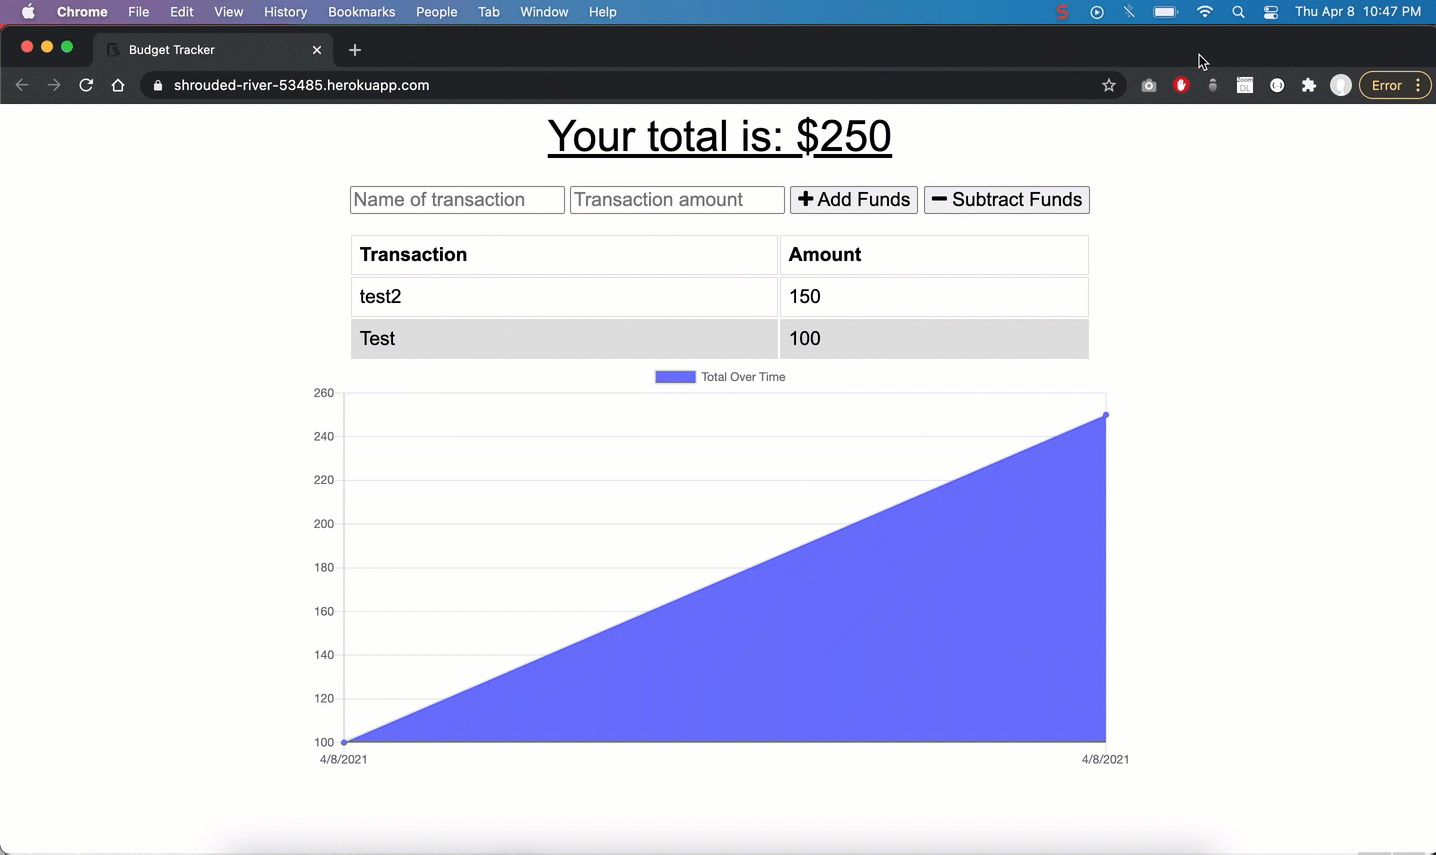 Chrome File Edit View History Bookmarks People Tab Window Help S Thu Apr 8 10:47 PM
Budget Tracker
shrouded-river-53485.herokuapp.com Error
Your total is: $250
Name of transaction Transaction amount Add Funds Subtract Funds
Transaction Amount
test2 150
Test 100
Total Over Time
260
240
220
200
180
160
140
120
100
4/8/2021 4/8/2021